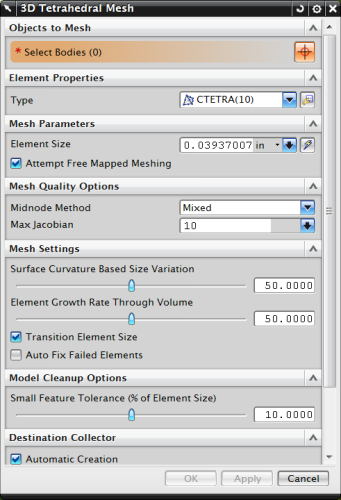 3D Tetrahedral Mesh
Objects to Mesh
* Select Bodies (0)
Element Properties
Type CTETRA(10)
Mesh Parameters
Element Size 0.03937007 in
Attempt Free Mapped Meshing
Mesh Quality Options
Midnode Method Mixed
Max Jacobian 10
Mesh Settings
Surface Curvature Based Size Variation
50.0000
Element Growth Rate Through Volume
50.0000
Transition Element Size
Auto Fix Failed Elements
Model Cleanup Options
Small Feature Tolerance (% of Element Size)
10.0000
Destination Collector
Automatic Creation
OK Apply Cancel